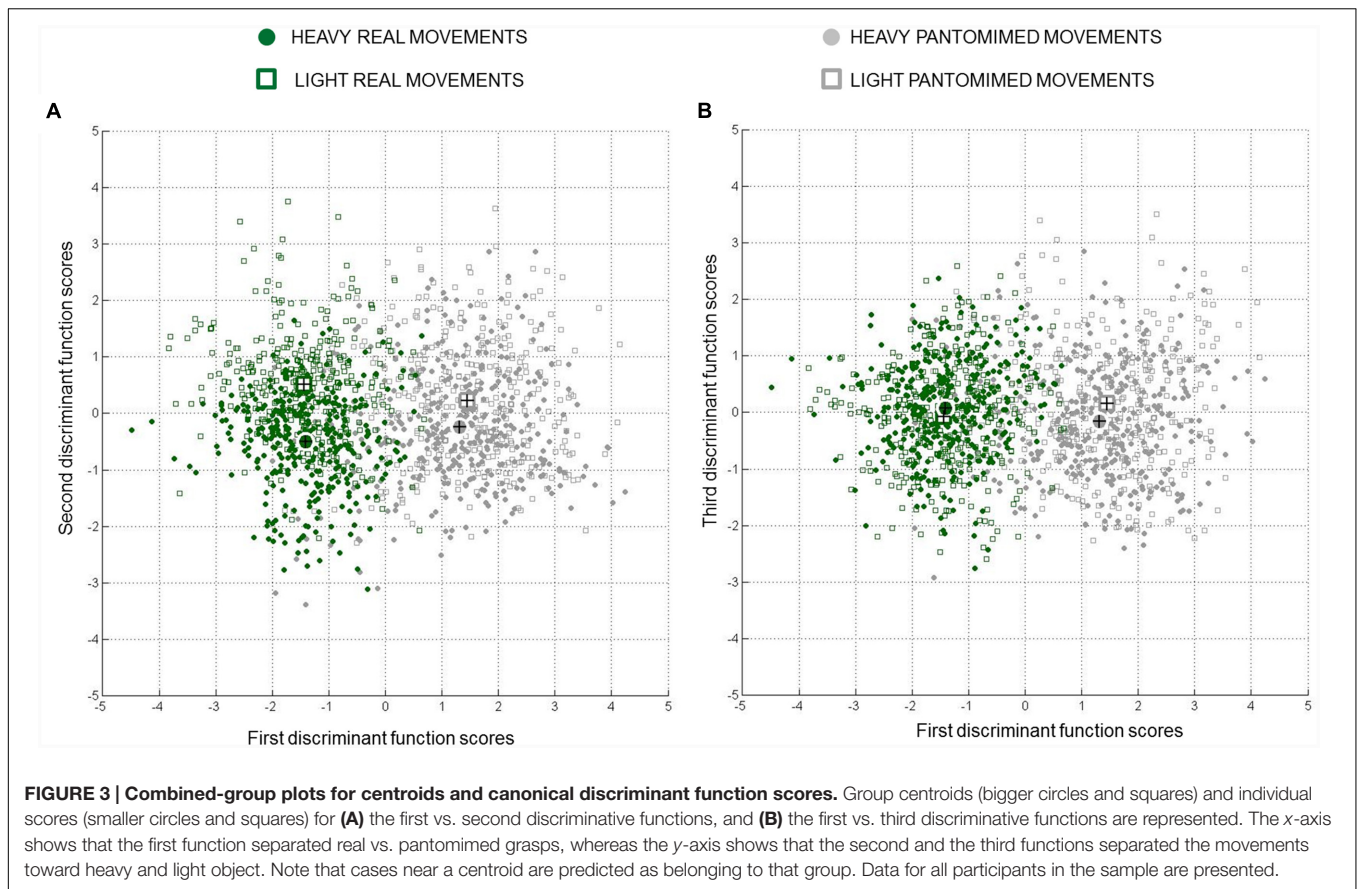 HEAVY REAL MOVEMENTS
HEAVY PANTOMIMED MOVEMENTS
LIGHT REAL MOVEMENTS
LIGHT PANTOMIMED MOVEMENTS
A
5
4
3
2
1
0
-1
-2
-3
-4
-5
Second discriminant function scores
-5 -4 -3 -2 -1 0 1 2 3 4 5
First discriminant function scores
B
5
4
3
2
1
0
-1
-2
-3
-4
-5
Third discriminant function scores
-5 -4 -3 -2 -1 0 1 2 3 4 5
First discriminant function scores
FIGURE 3 | Combined-group plots for centroids and canonical discriminant function scores. Group centroids (bigger circles and squares) and individual
scores (smaller circles and squares) for (A) the first vs. second discriminative functions, and (B) the first vs. third discriminative functions are represented. The x-axis
shows that the first function separated real vs. pantomimed grasps, whereas the y-axis shows that the second and the third functions separated the movements
toward heavy and light object. Note that cases near a centroid are predicted as belonging to that group. Data for all participants in the sample are presented.